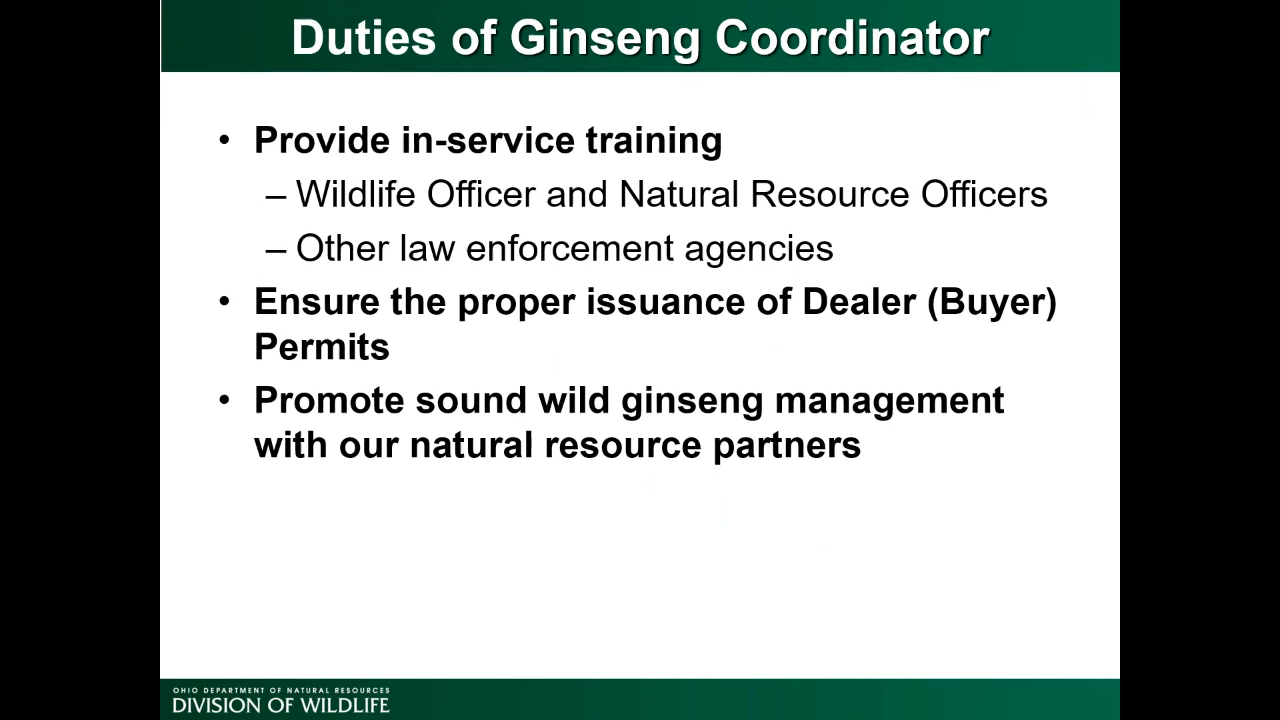 Duties of Ginseng Coordinator
• Provide in-service training
– Wildlife Officer and Natural Resource Officers
– Other law enforcement agencies
• Ensure the proper issuance of Dealer (Buyer)
Permits
• Promote sound wild ginseng management
with our natural resource partners
OHIO DEPARTMENT OF NATURAL RESOURCES
DIVISION OF WILDLIFE